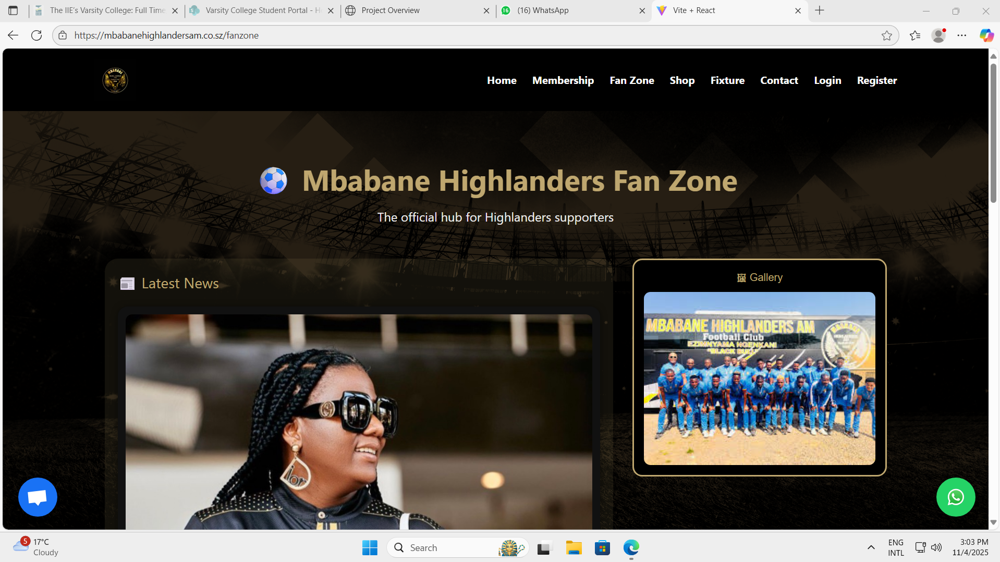 The IIE's Varsity College: Full Time
Varsity College Student Portal - H
Project Overview
(16) WhatsApp
Vite + React
https://mbabanehighlandersam.co.sz/fanzone
MBABANE
Home
Membership
Fan Zone
Shop
Fixture
Contact
Login
Register
Mbabane Highlanders Fan Zone
The official hub for Highlanders supporters
Latest News
Gallery
MBABANE HIGHLANDERS AM
Football Club
EZIMNYAMA NGENKANI
"BLACK BULL"
MBABANE
Dior
5
17°C
Cloudy
Search
ENG
INTL
3:03 PM
11/4/2025